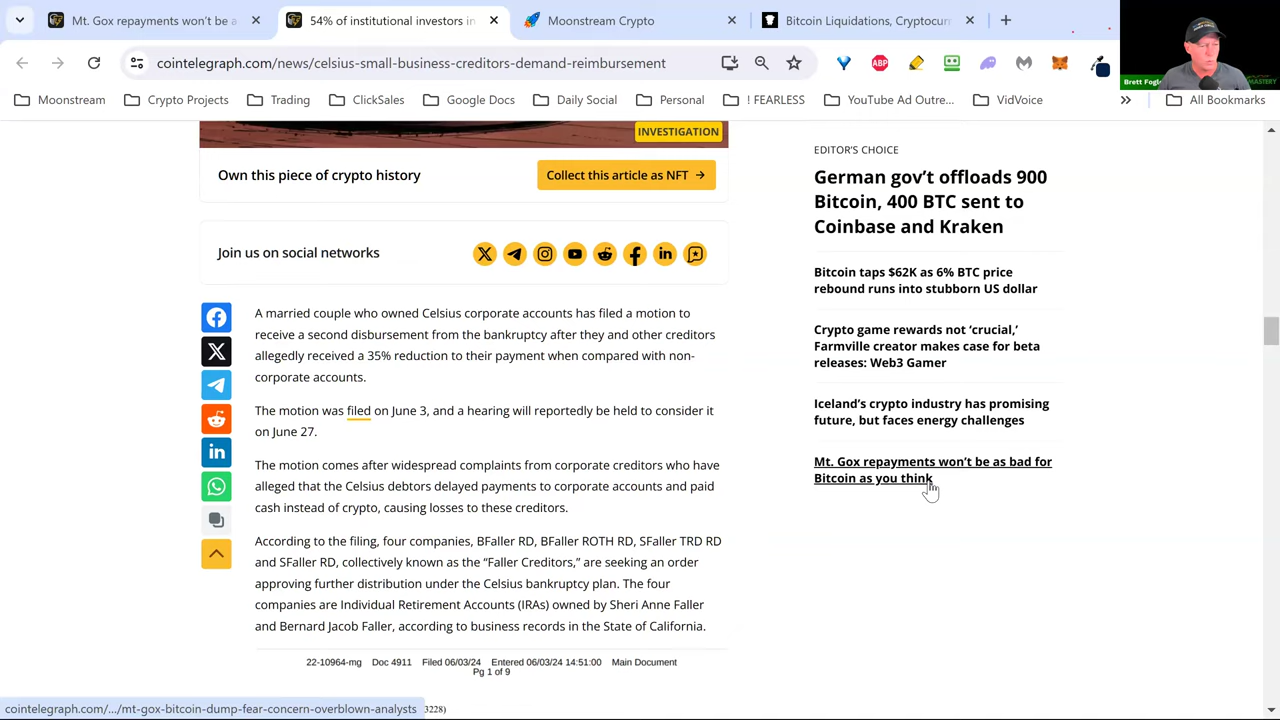 Mt. Gox repayments won't be a
54% of institutional investors in
Moonstream Crypto
Bitcoin Liquidations, Cryptocur
cointelegraph.com/news/celsius-small-business-creditors-demand-reimbursement
ABP
Moonstream
Crypto Projects
Trading
ClickSales
Google Docs
Daily Social
Personal
! FEARLESS
YouTube Ad Outre...
VidVoice
All Bookmarks
Brett Fogle
MASTERY
INVESTIGATION
Own this piece of crypto history
Collect this article as NFT →
Join us on social networks
A married couple who owned Celsius corporate accounts has filed a motion to
receive a second disbursement from the bankruptcy after they and other creditors
allegedly received a 35% reduction to their payment when compared with non-
corporate accounts.
The motion was filed on June 3, and a hearing will reportedly be held to consider it
on June 27.
The motion comes after widespread complaints from corporate creditors who have
alleged that the Celsius debtors delayed payments to corporate accounts and paid
cash instead of crypto, causing losses to these creditors.
According to the filing, four companies, BFaller RD, BFaller ROTH RD, SFaller TRD RD
and SFaller RD, collectively known as the “Faller Creditors,” are seeking an order
approving further distribution under the Celsius bankruptcy plan. The four
companies are Individual Retirement Accounts (IRAs) owned by Sheri Anne Faller
and Bernard Jacob Faller, according to business records in the State of California.
22-10964-mg Doc 4911 Filed 06/03/24 Entered 06/03/24 14:51:00 Main Document
Pg 1 of 9
3228)
EDITOR'S CHOICE
German gov't offloads 900
Bitcoin, 400 BTC sent to
Coinbase and Kraken
Bitcoin taps $62K as 6% BTC price
rebound runs into stubborn US dollar
Crypto game rewards not ‘crucial,’
Farmville creator makes case for beta
releases: Web3 Gamer
Iceland's crypto industry has promising
future, but faces energy challenges
Mt. Gox repayments won't be as bad for
Bitcoin as you think
cointelegraph.com/.../mt-gox-bitcoin-dump-fear-concern-overblown-analysts